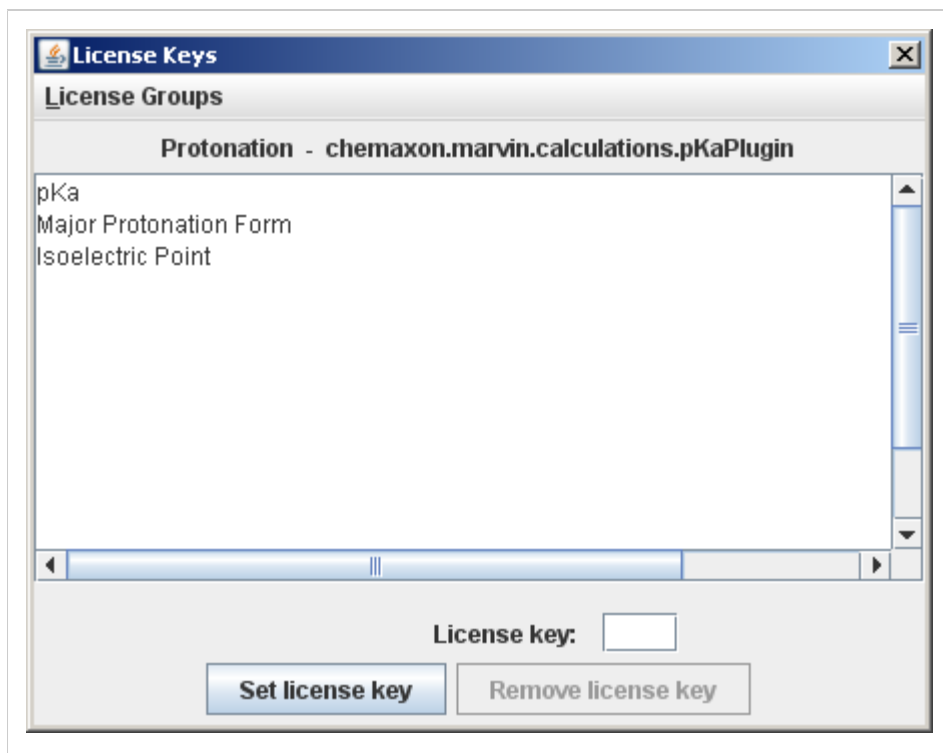 License Keys
License Groups
Protonation - chemaxon.marvin.calculations.pKaPlugin
pKa
Major Protonation Form
Isoelectric Point
License key:
Set license key Remove license key